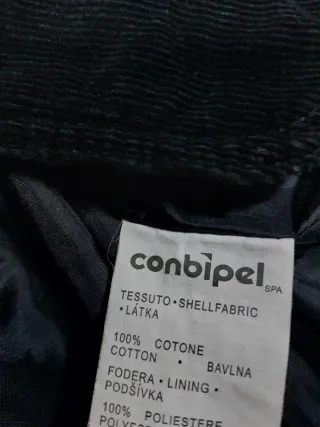 conbipel SPA
TESSUTO•SHELLFABRIC
•LÁTKA
100% COTONE
COTTON • BAVLNA
FODERA•LINING•
PODŠÍVKA
100% POLIESTERE